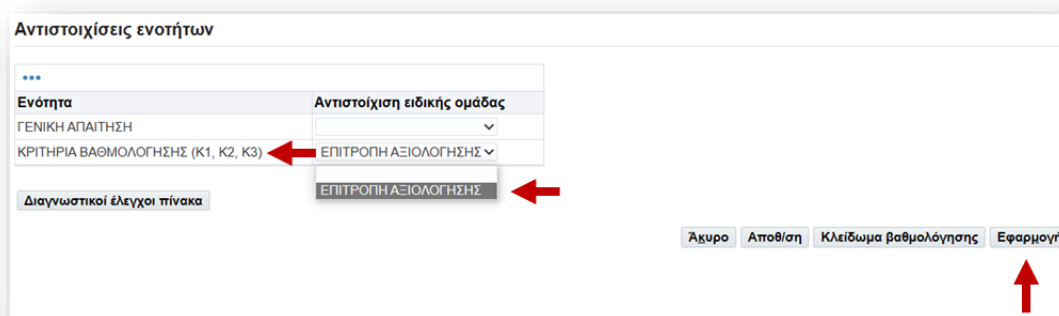 Αντιστοιχίσεις ενοτήτων
Ενότητα Αντιστοίχιση ειδικής ομάδας
ΓΕΝΙΚΗ ΑΠΑΙΤΗΣΗ
ΚΡΙΤΗΡΙΑ ΒΑΘΜΟΛΟΓΗΣΗΣ (Κ1, Κ2, Κ3) ΕΠΙΤΡΟΠΗ ΑΞΙΟΛΟΓΗΣΗΣ
ΕΠΙΤΡΟΠΗ ΑΞΙΟΛΟΓΗΣΗΣ
Διαγνωστικοί έλεγχοι πίνακα
Άκυρο Αποθ/ση Κλείδωμα βαθμολόγησης Εφαρμογή